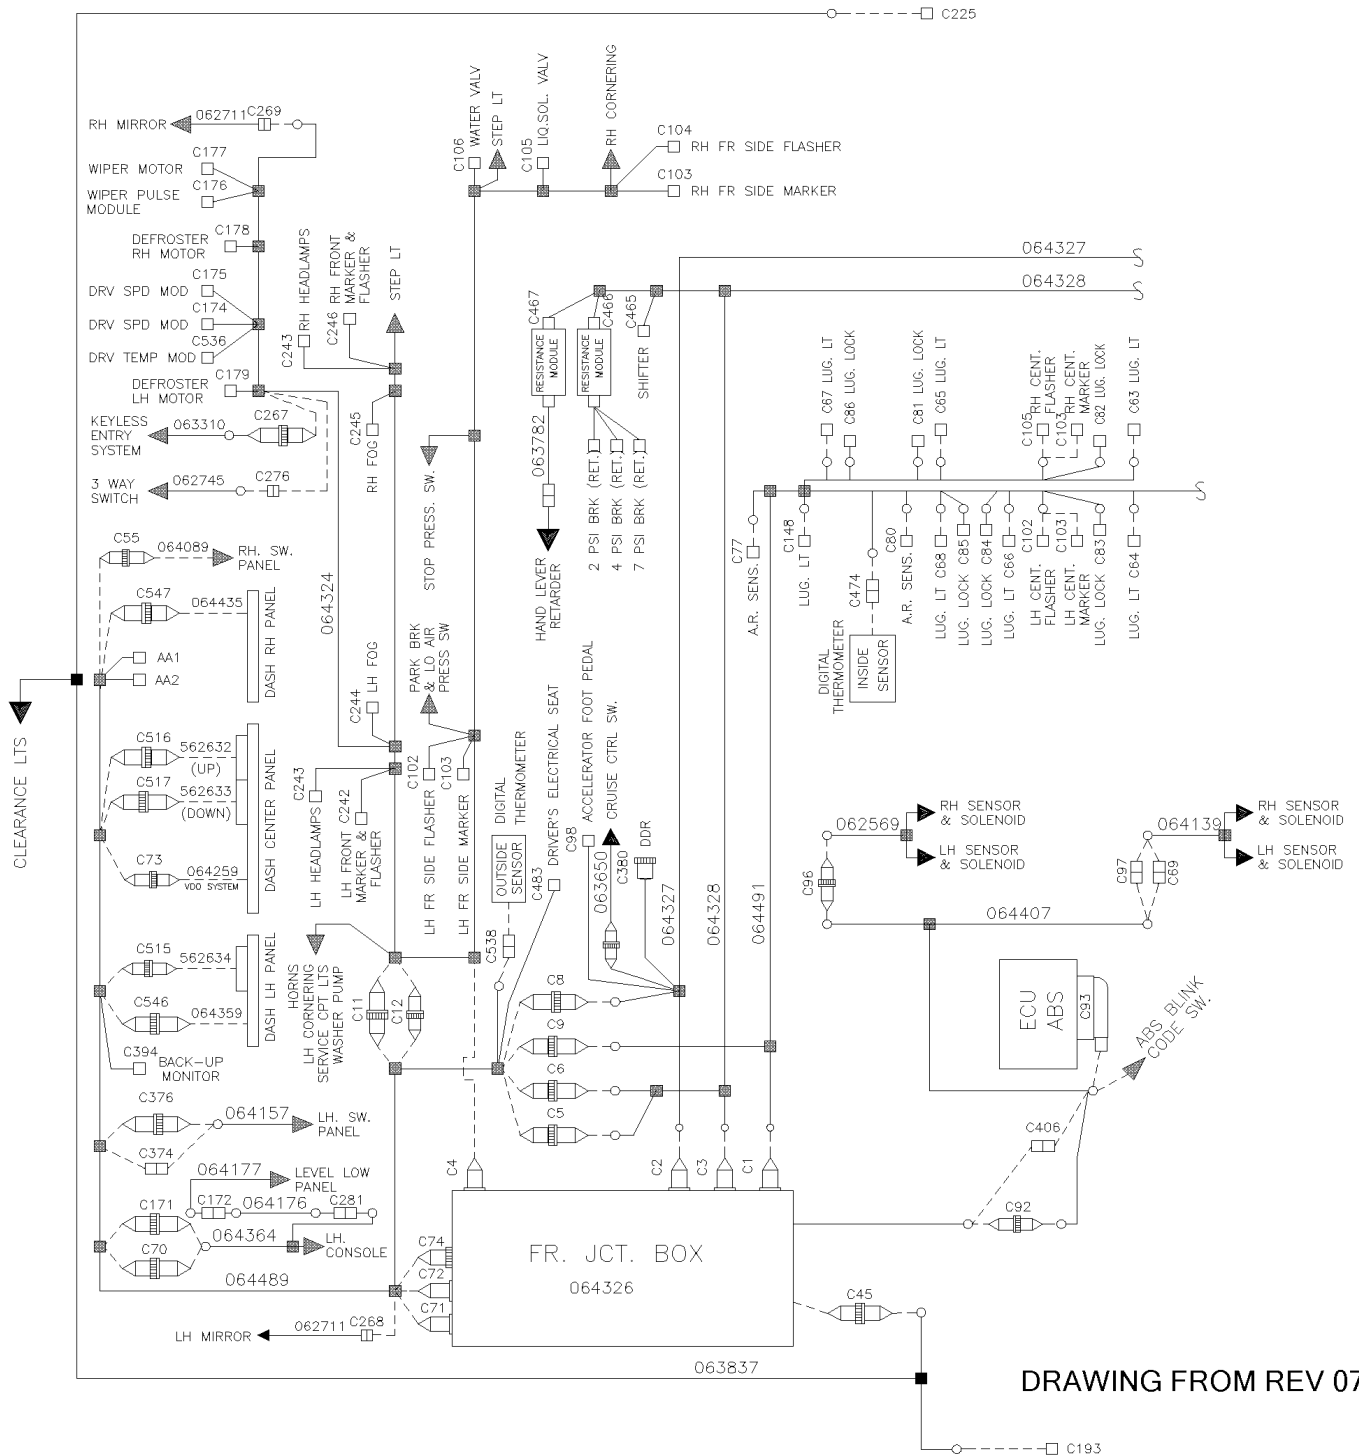 C225
RH MIRROR
062711
C269
C177
WIPER MOTOR
C176
WIPER PULSE
MODULE
C178
DEFROSTER
RH MOTOR
C175
DRV SPD MOD
C174
DRV SPD MOD
C536
DRV TEMP MOD
C179
DEFROSTER
LH MOTOR
KEYLESS
ENTRY
SYSTEM
063310
C267
3 WAY
SWITCH
062745
C276
C243
RH HEADLAMPS
C246
RH FRONT
MARKER &
FLASHER
STEP LT
C245
RH FOG
064324
C106
WATER VALV
STEP LT
C105
LIQ.SOL. VALV
RH CORNERING
C104
RH FR SIDE FLASHER
C103
RH FR SIDE MARKER
064327
064328
C467
RESISTANCE
MODULE
C466
RESISTANCE
MODULE
C465
SHIFTER
063782
HAND LEVER
RETARDER
2 PSI BRK (RET.)
4 PSI BRK (RET.)
7 PSI BRK (RET.)
STOP PRESS. SW.
C67 LUG. LT
C86 LUG. LOCK
C81 LUG. LOCK
C65 LUG. LT
C105
RH CENT.
FLASHER
C103
RH CENT.
MARKER
C82 LUG. LOCK
C63 LUG. LT
C77
A.R. SENS.
C148
LUG. LT
C474
DIGITAL
THERMOMETER
INSIDE
SENSOR
C80
A.R. SENS.
LUG. LT C68
LUG. LOCK C85
LUG. LOCK C84
LUG. LT C66
C102
LH CENT.
FLASHER
C103
LH CENT.
MARKER
LUG. LOCK C83
LUG. LT C64
C55
064089
RH. SW.
PANEL
C547
064435
DASH RH PANEL
AA1
AA2
CLEARANCE LTS
C516
562632
(UP)
C517
562633
(DOWN)
C73
064259
VDO SYSTEM
DASH CENTER PANEL
C515
562634
C546
064359
DASH LH PANEL
C394
BACK-UP
MONITOR
C376
064157
LH. SW.
PANEL
C374
064177
LEVEL LOW
PANEL
C171
C172
064176
C281
064364
LH.
CONSOLE
C70
064489
LH MIRROR
062711
C268
C244
LH FOG
C243
LH HEADLAMPS
C242
LH FRONT
MARKER &
FLASHER
HORNS
LH CORNERING
SERVICE CPT LTS
WASHER PUMP
PARK BRK
& LO AIR
PRESS SW
C102
LH FR SIDE FLASHER
C103
LH FR SIDE MARKER
C11
C12
DIGITAL
THERMOMETER
OUTSIDE
SENSOR
C538
C483
DRIVER'S ELECTRICAL SEAT
C98
ACCELERATOR FOOT PEDAL
063650
CRUISE CTRL SW.
C380
DDR
064327
064328
064491
C8
C9
C6
C5
C4
C2
C3
C1
C74
C72
C71
FR. JCT. BOX
064326
C45
063837
C193
062569
RH SENSOR
& SOLENOID
LH SENSOR
& SOLENOID
C96
064139
RH SENSOR
& SOLENOID
LH SENSOR
& SOLENOID
C97
C69
064407
ECU
ABS
C93
ABS BLINK
CODE SW.
C406
C92
DRAWING FROM REV 07